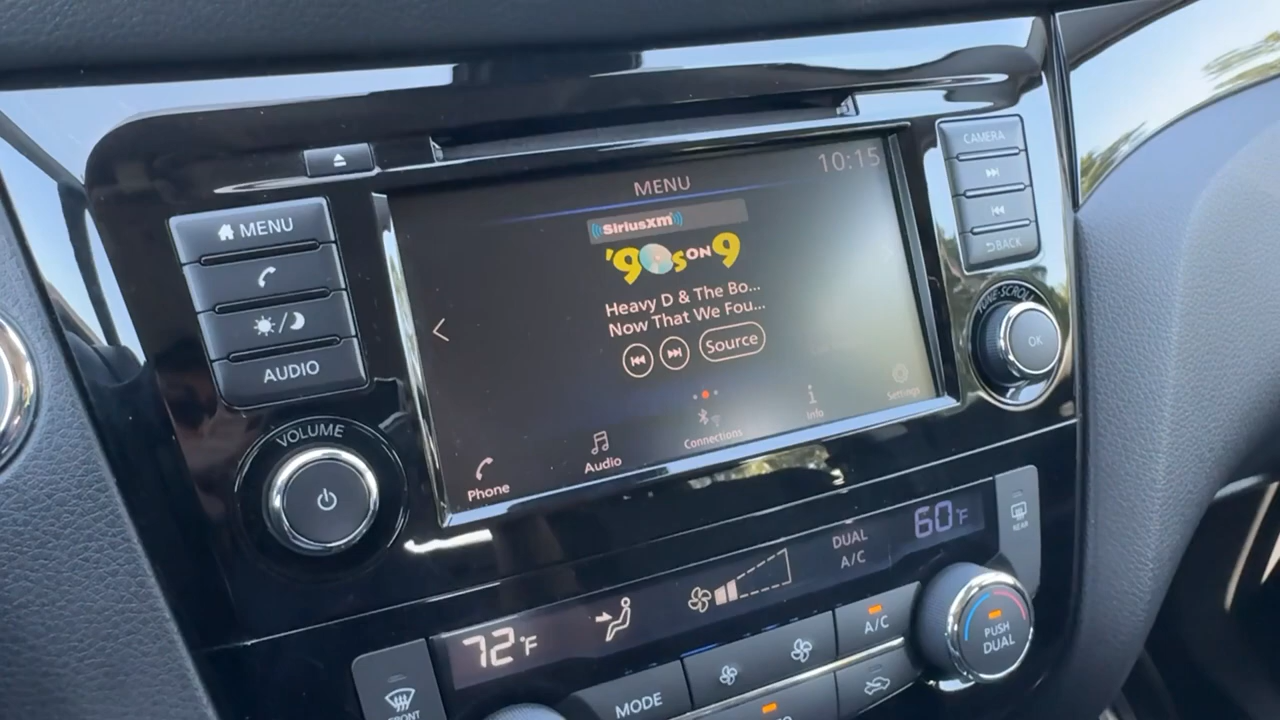 MENU
10:15
CAMERA
MENU
SiriusXM
'90s ON 9
BACK
Heavy D & The Bo...
Now That We Fou...
TUNE·SCROLL
OK
AUDIO
Source
Settings
Info
Connections
Audio
Phone
VOLUME
60°F
NEAR
DUAL
A/C
72°F
A/C
PUSH
DUAL
MODE
FRONT